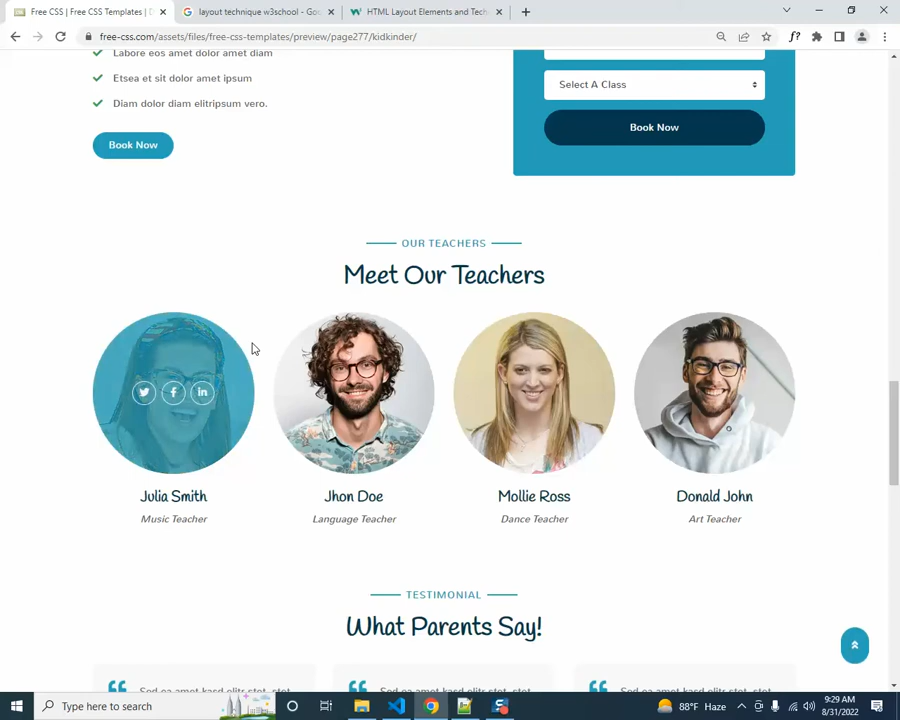 Free CSS | Free CSS Templates | D
layout technique w3school - Goo
HTML Layout Elements and Tech
free-css.com/assets/files/free-css-templates/preview/page277/kidkinder/
f?
Labore eos amet dolor amet diam
Etsea et sit dolor amet ipsum
Diam dolor diam elitripsum vero.
Book Now
Select A Class
Book Now
OUR TEACHERS
Meet Our Teachers
Julia Smith
Jhon Doe
Mollie Ross
Donald John
Music Teacher
Language Teacher
Dance Teacher
Art Teacher
TESTIMONIAL
What Parents Say!
Sed ea amet kasd elitr stet, stet
Sed ea amet kasd elitr stet, stet
Sed ea amet kasd elitr stet, stet
Type here to search
88°F Haze
9:29 AM
8/31/2022